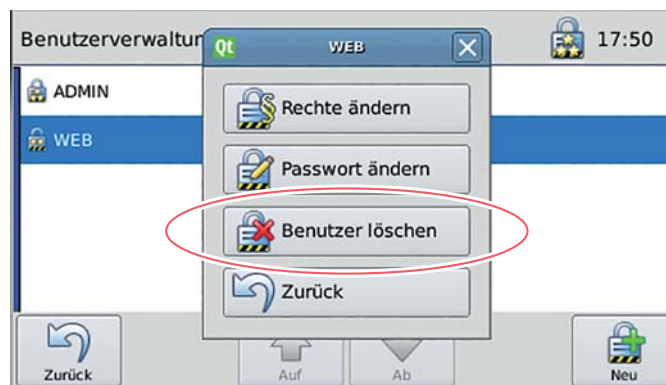 Benutzerverwaltun
Qt
WEB
17:50
ADMIN
WEB
Rechte ändern
Passwort ändern
Benutzer löschen
Zurück
Zurück
Auf
Ab
Neu